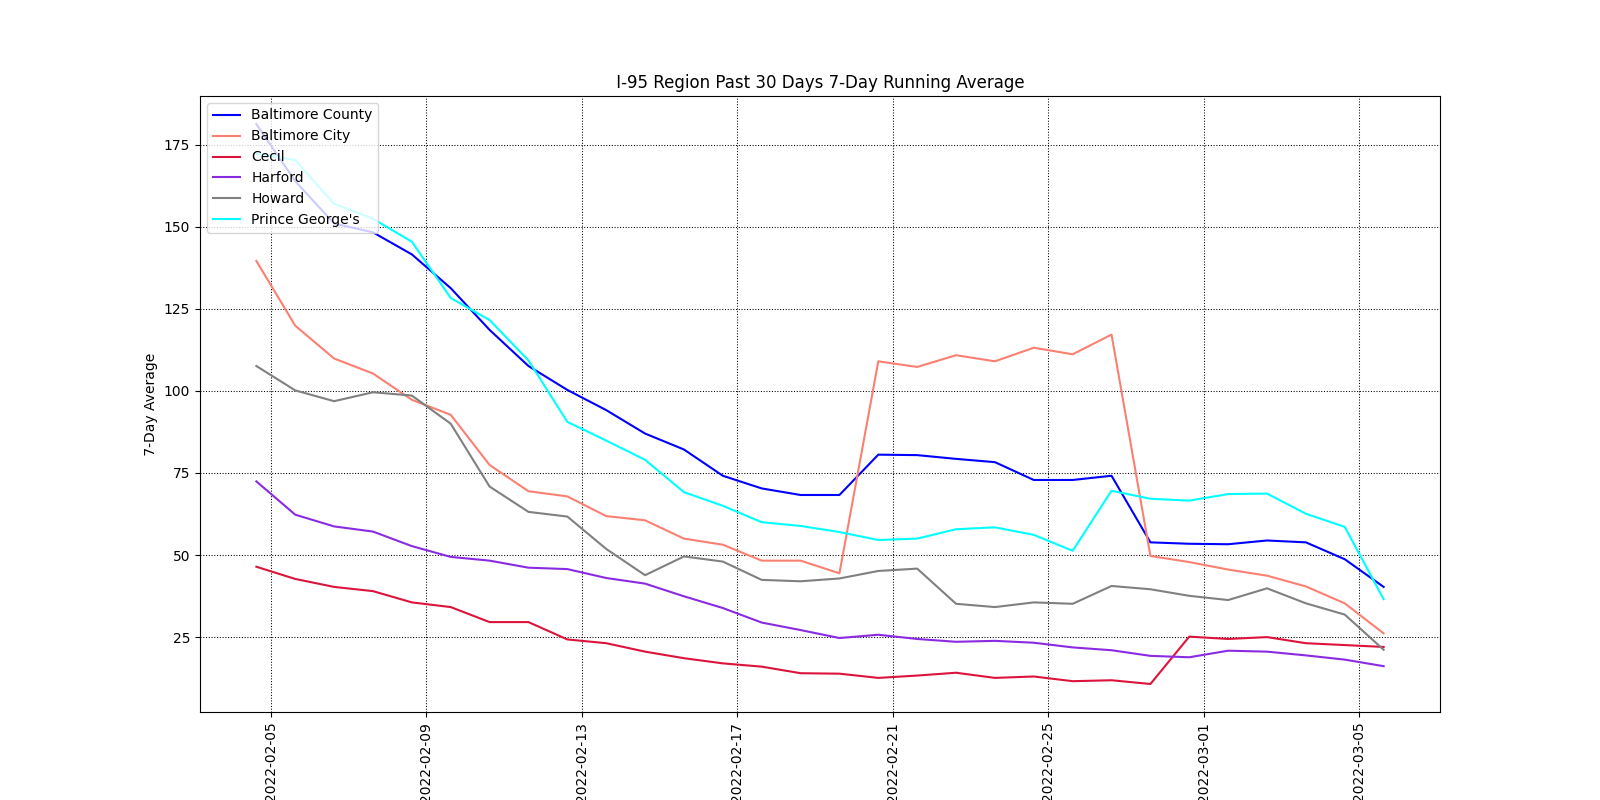 I-95 Region Past 30 Days 7-Day Running Average
Baltimore County
Baltimore City
Cecil
Harford
Howard
Prince George's
175
150
125
100
75
50
25
7-Day Average
2022-02-05
2022-02-09
2022-02-13
2022-02-17
2022-02-21
2022-02-25
2022-03-01
2022-03-05